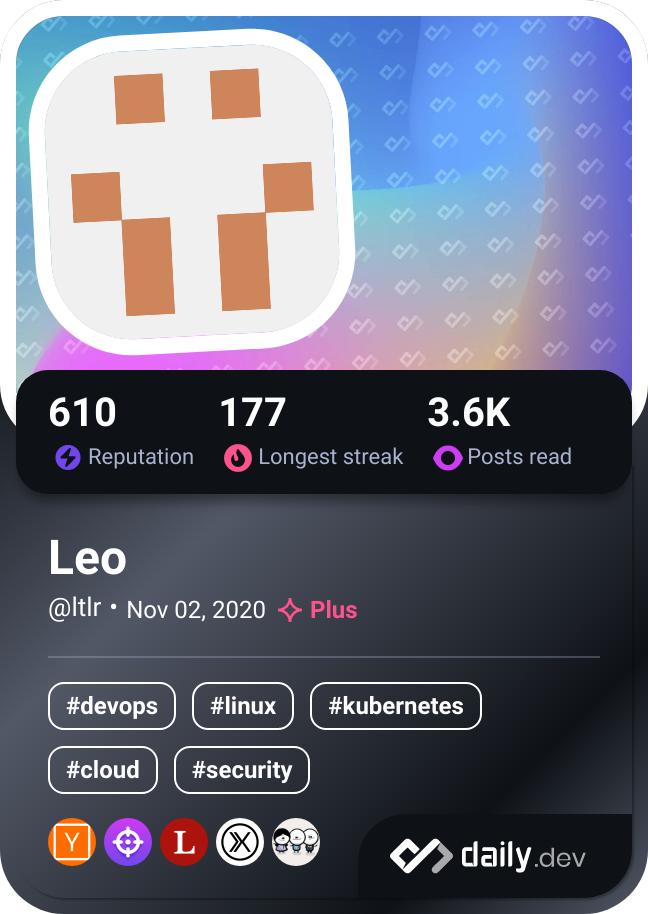 610 177 3.6K
Reputation Longest streak Posts read
Leo
@ltlr • Nov 02, 2020 Plus
#devops #linux #kubernetes
#cloud #security
Y L X
daily.dev